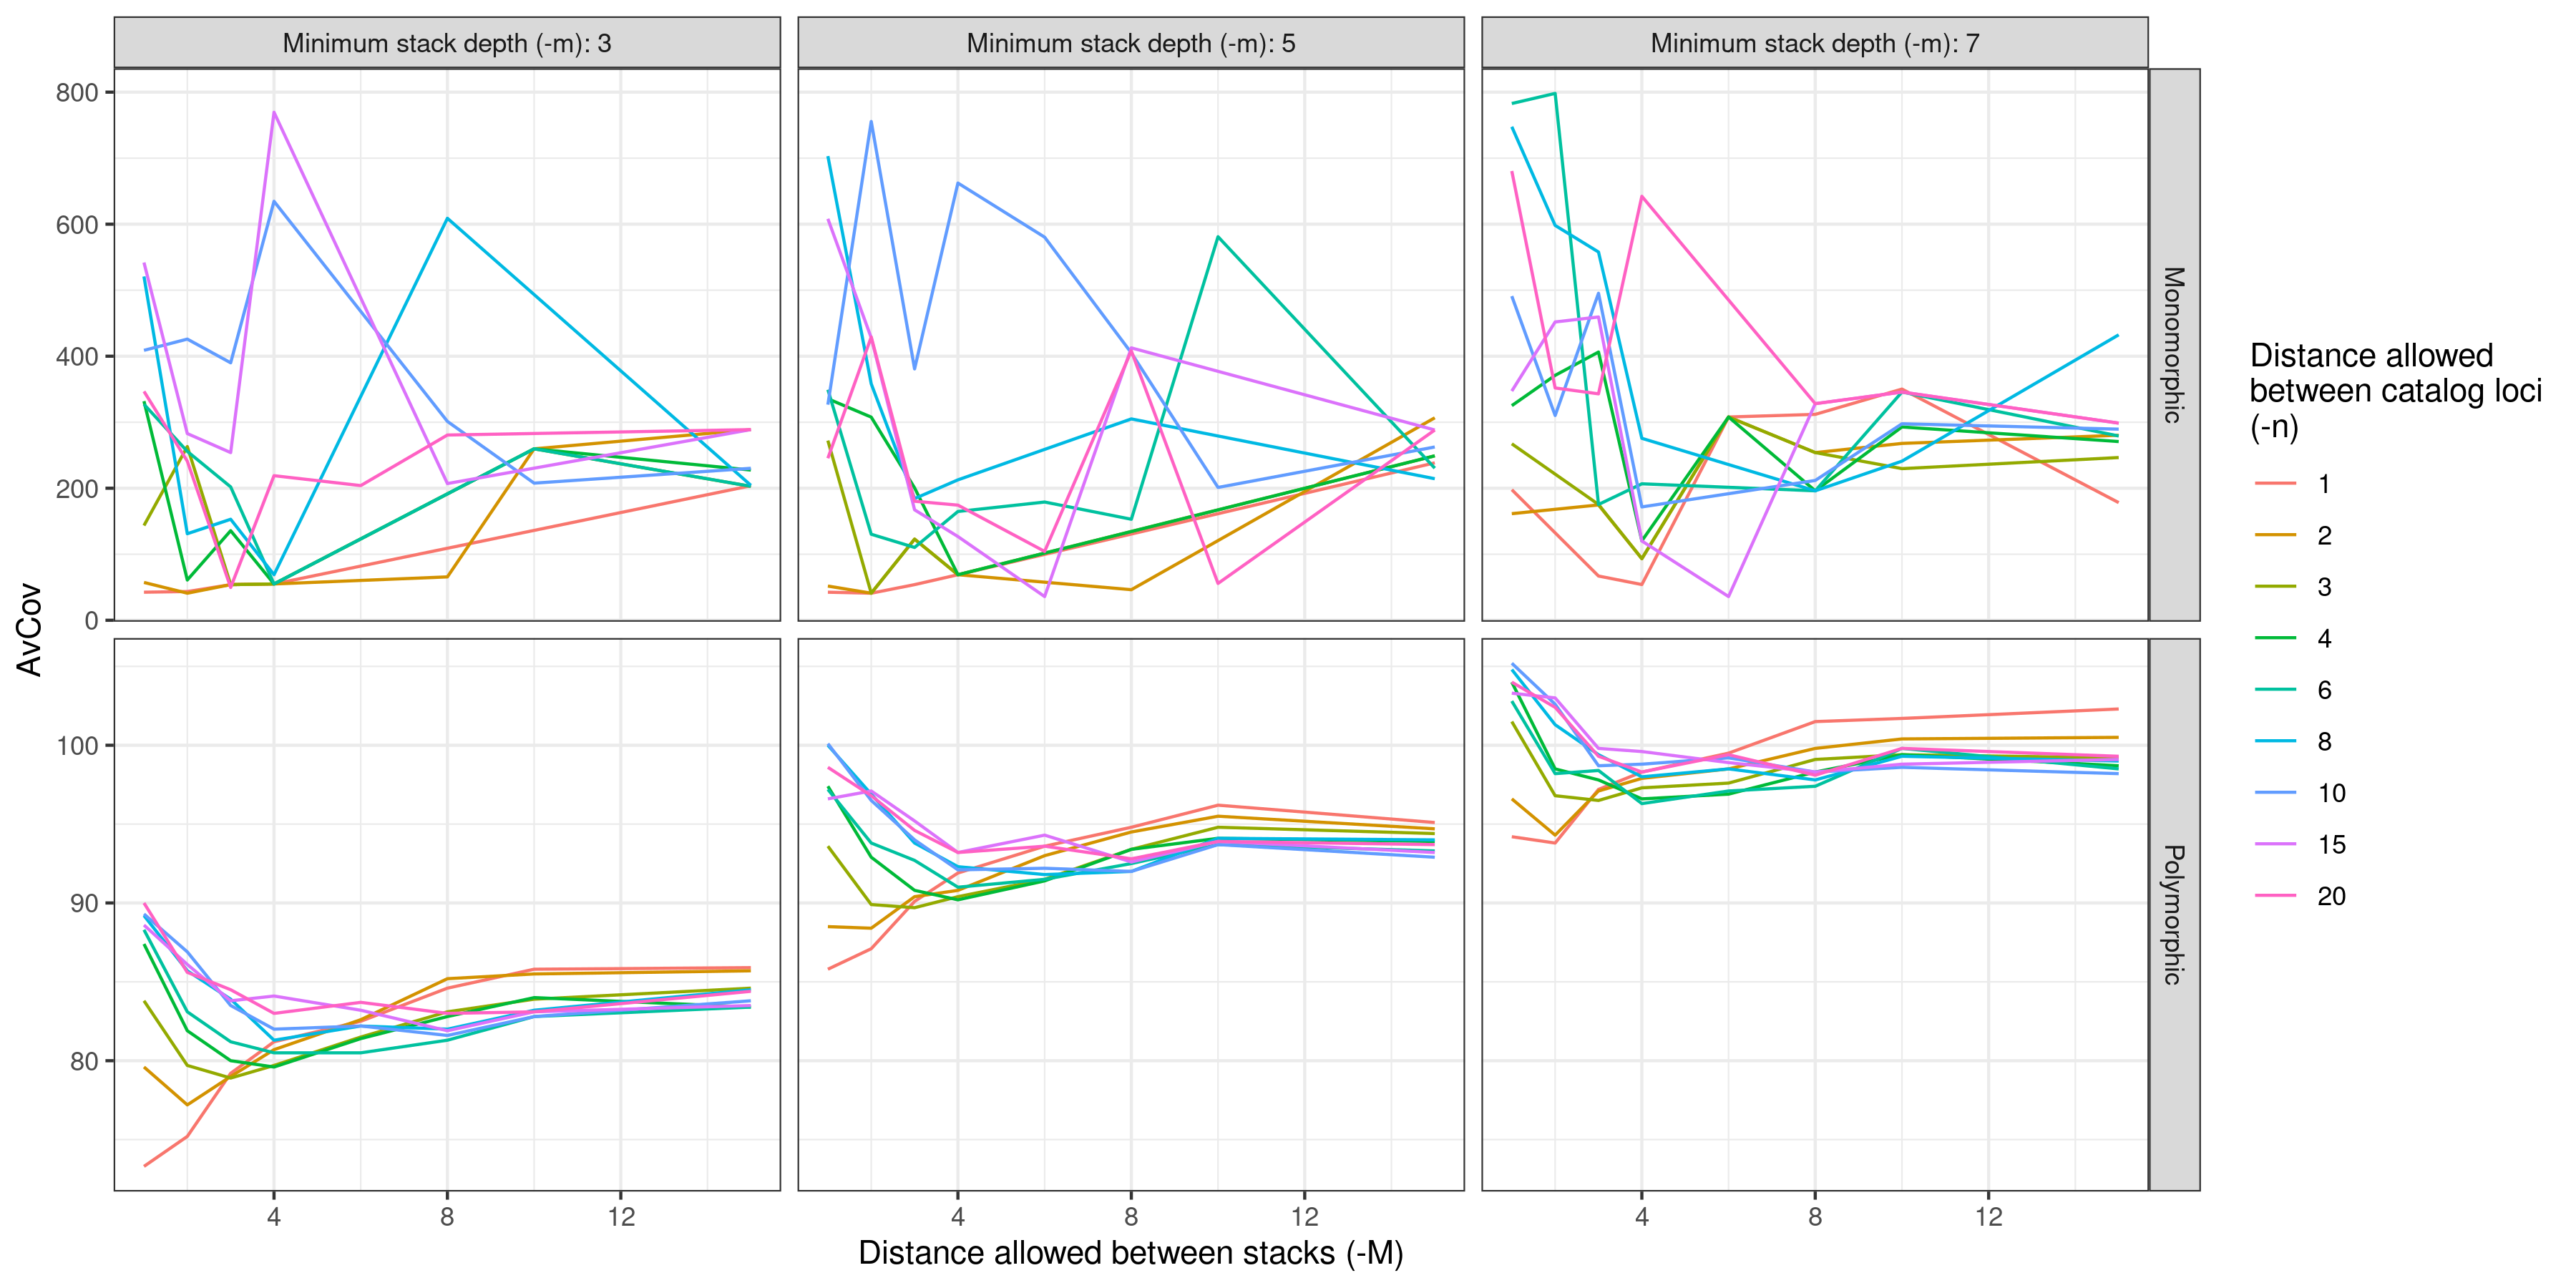 Minimum stack depth (-m): 3
Minimum stack depth (-m): 5
Minimum stack depth (-m): 7
800
600
400
200
0
Monomorphic
AvCov
100
90
80
Polymorphic
4
8
12
4
8
12
4
8
12
Distance allowed between stacks (-M)
Distance allowed
between catalog loci
(-n)
1
2
3
4
6
8
10
15
20